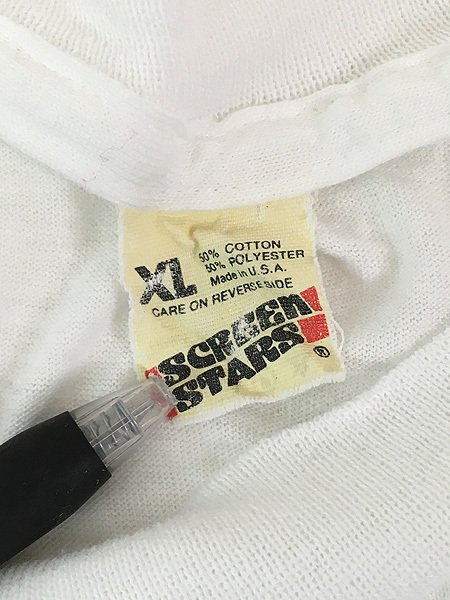 XL
50% COTTON
50% POLYESTER
Made in U.S.A.
CARE ON REVERSE SIDE
SCREEN
STARS
®